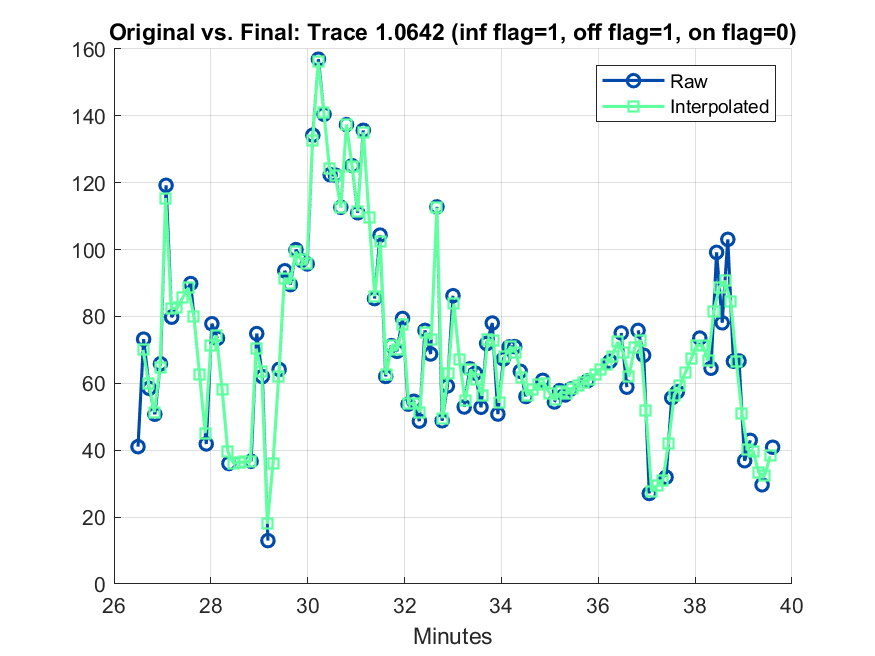 Original vs. Final: Trace 1.0642 (inf flag=1, off flag=1, on flag=0)
Raw
Interpolated
160
140
120
100
80
60
40
20
0
26 28 30 32 34 36 38 40
Minutes